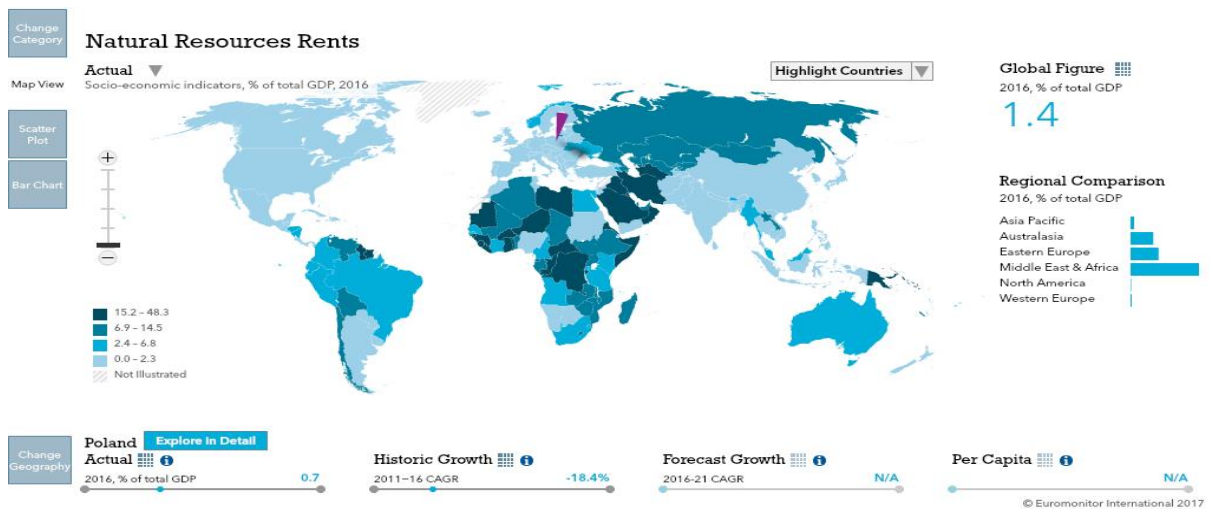 Change
Category
Natural Resources Rents
Actual
Socio-economic indicators, % of total GDP, 2016
Highlight Countries
Global Figure
2016, % of total GDP
1.4
Map View
Scatter
Plot
Bar Chart
Regional Comparison
2016, % of total GDP
Asia Pacific
Australasia
Eastern Europe
Middle East & Africa
North America
Western Europe
15.2 – 48.3
6.9 – 14.5
2.4 – 6.8
0.0 – 2.3
Not Illustrated
Change
Geography
Poland Explore in Detail
Actual
2016, % of total GDP 0.7
Historic Growth
2011–16 CAGR -18.4%
Forecast Growth
2016-21 CAGR N/A
Per Capita
N/A
© Euromonitor International 2017